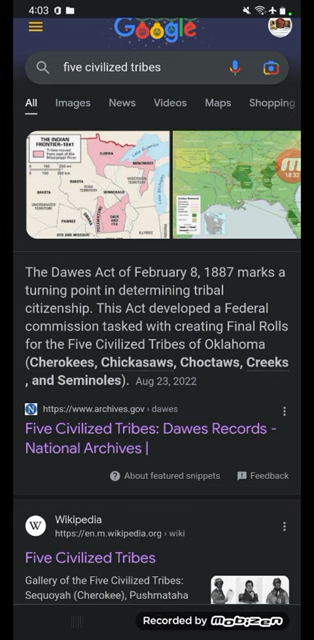 4:03
Google
five civilized tribes
All Images News Videos Maps Shopping
THE INDIAN
FRONTIER-1841
18:33
The Dawes Act of February 8, 1887 marks a
turning point in determining tribal
citizenship. This Act developed a Federal
commission tasked with creating Final Rolls
for the Five Civilized Tribes of Oklahoma
(Cherokees, Chickasaws, Choctaws, Creeks
, and Seminoles). Aug 23, 2022
https://www.archives.gov › dawes
Five Civilized Tribes: Dawes Records -
National Archives |
About featured snippets Feedback
W
Wikipedia
https://en.m.wikipedia.org › wiki
Five Civilized Tribes
Gallery of the Five Civilized Tribes:
Sequoyah (Cherokee), Pushmataha
Recorded by mobizen